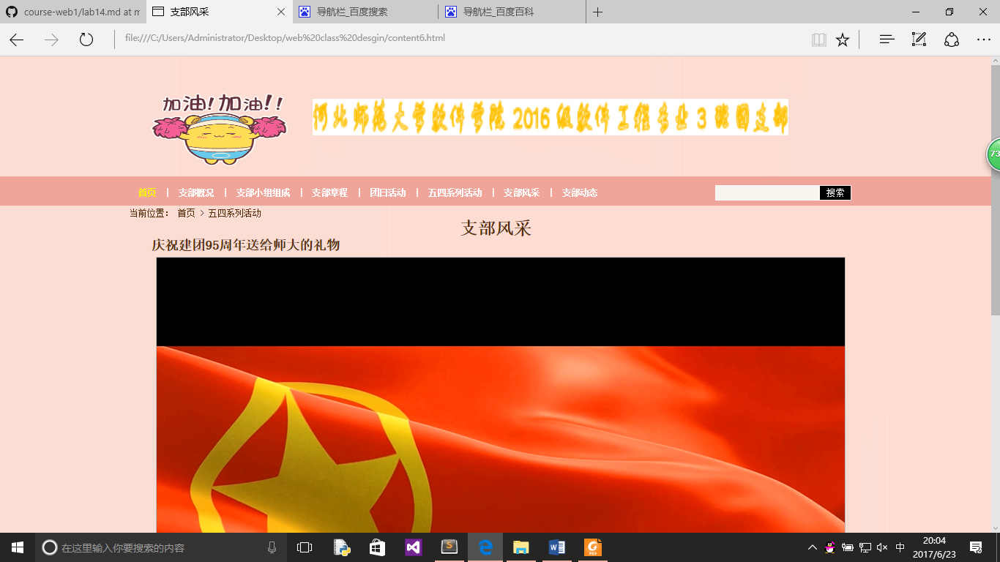 course-web1/lab14.md at m
支部风采
导航栏_百度搜索
导航栏_百度百科
file:///C:/Users/Administrator/Desktop/web%20class%20desgin/content6.html
加油!加油!!
河北师范大学软件学院2016级软件工程专业3班团支部
73
首页 | 支部概况 | 支部小组组成 | 支部章程 | 团日活动 | 五四系列活动 | 支部风采 | 支部动态
搜索
当前位置： 首页 > 五四系列活动
支部风采
庆祝建团95周年送给师大的礼物
在这里输入你要搜索的内容
中
20:04
2017/6/23